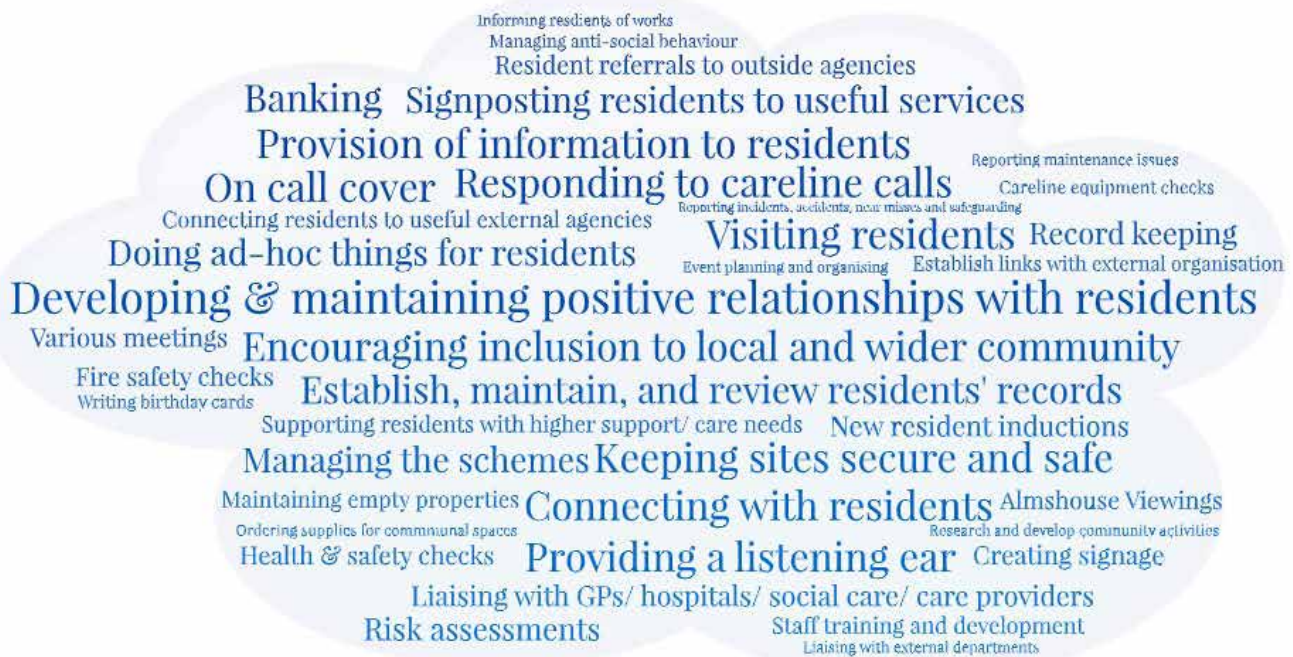 Informing resdients of works
Managing anti-social behaviour
Resident referrals to outside agencies
Banking Signposting residents to useful services
Provision of information to residents
Reporting maintenance issues
On call cover Responding to careline calls Careline equipment checks
Reporting incidents, accidents, near misses and safeguarding
Connecting residents to useful external agencies
Visiting residents Record keeping
Doing ad-hoc things for residents
Event planning and organising Establish links with external organisation
Developing & maintaining positive relationships with residents
Various meetings Encouraging inclusion to local and wider community
Fire safety checks Establish, maintain, and review residents' records
Writing birthday cards
Supporting residents with higher support/ care needs New resident inductions
Managing the schemes Keeping sites secure and safe
Maintaining empty properties Connecting with residents Almshouse Viewings
Ordering supplies for communal spaces Research and develop community activities
Health & safety checks Providing a listening ear Creating signage
Liaising with GPs/ hospitals/ social care/ care providers
Risk assessments Staff training and development
Liaising with external departments